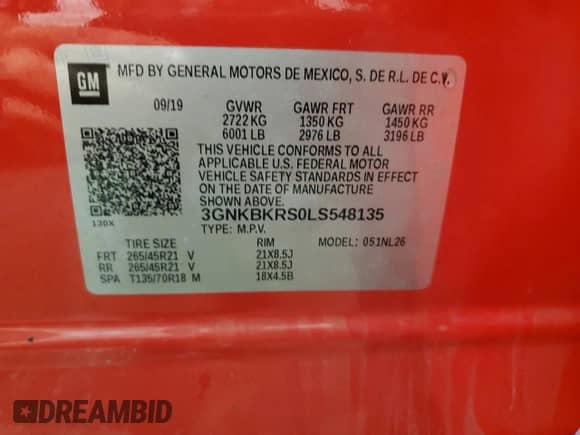 GM
MFD BY GENERAL MOTORS DE MEXICO, S. DE R.L. DE C.V.
09/19 GVWR GAWR FRT GAWR RR
2722 KG 1350 KG 1450 KG
6001 LB 2976 LB 3196 LB
THIS VEHICLE CONFORMS TO ALL
APPLICABLE U.S. FEDERAL MOTOR
VEHICLE SAFETY STANDARDS IN EFFECT
ON THE DATE OF MANUFACTURE
SHOWN ABOVE.
130X 3GNKBKRS0LS548135
TYPE: M.P.V.
TIRE SIZE RIM MODEL: 051NL26
FRT 265/45R21 V 21X8.5J
RR 265/45R21 V 21X8.5J
SPA T135/70R18 M 18X4.5B
DREAMBID